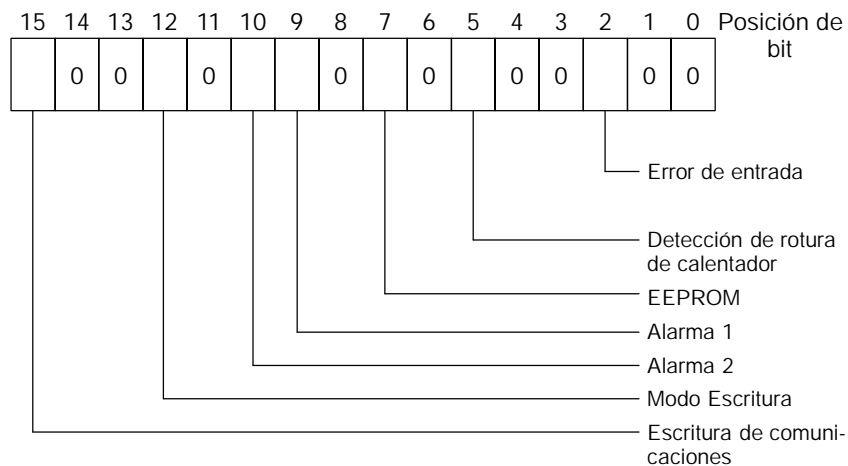 15 14 13 12 11 10 9 8 7 6 5 4 3 2 1 0 Posición de
bit
0 0 0 0 0 0 0 0 0
Error de entrada
Detección de rotura
de calentador
EEPROM
Alarma 1
Alarma 2
Modo Escritura
Escritura de comuni-
caciones